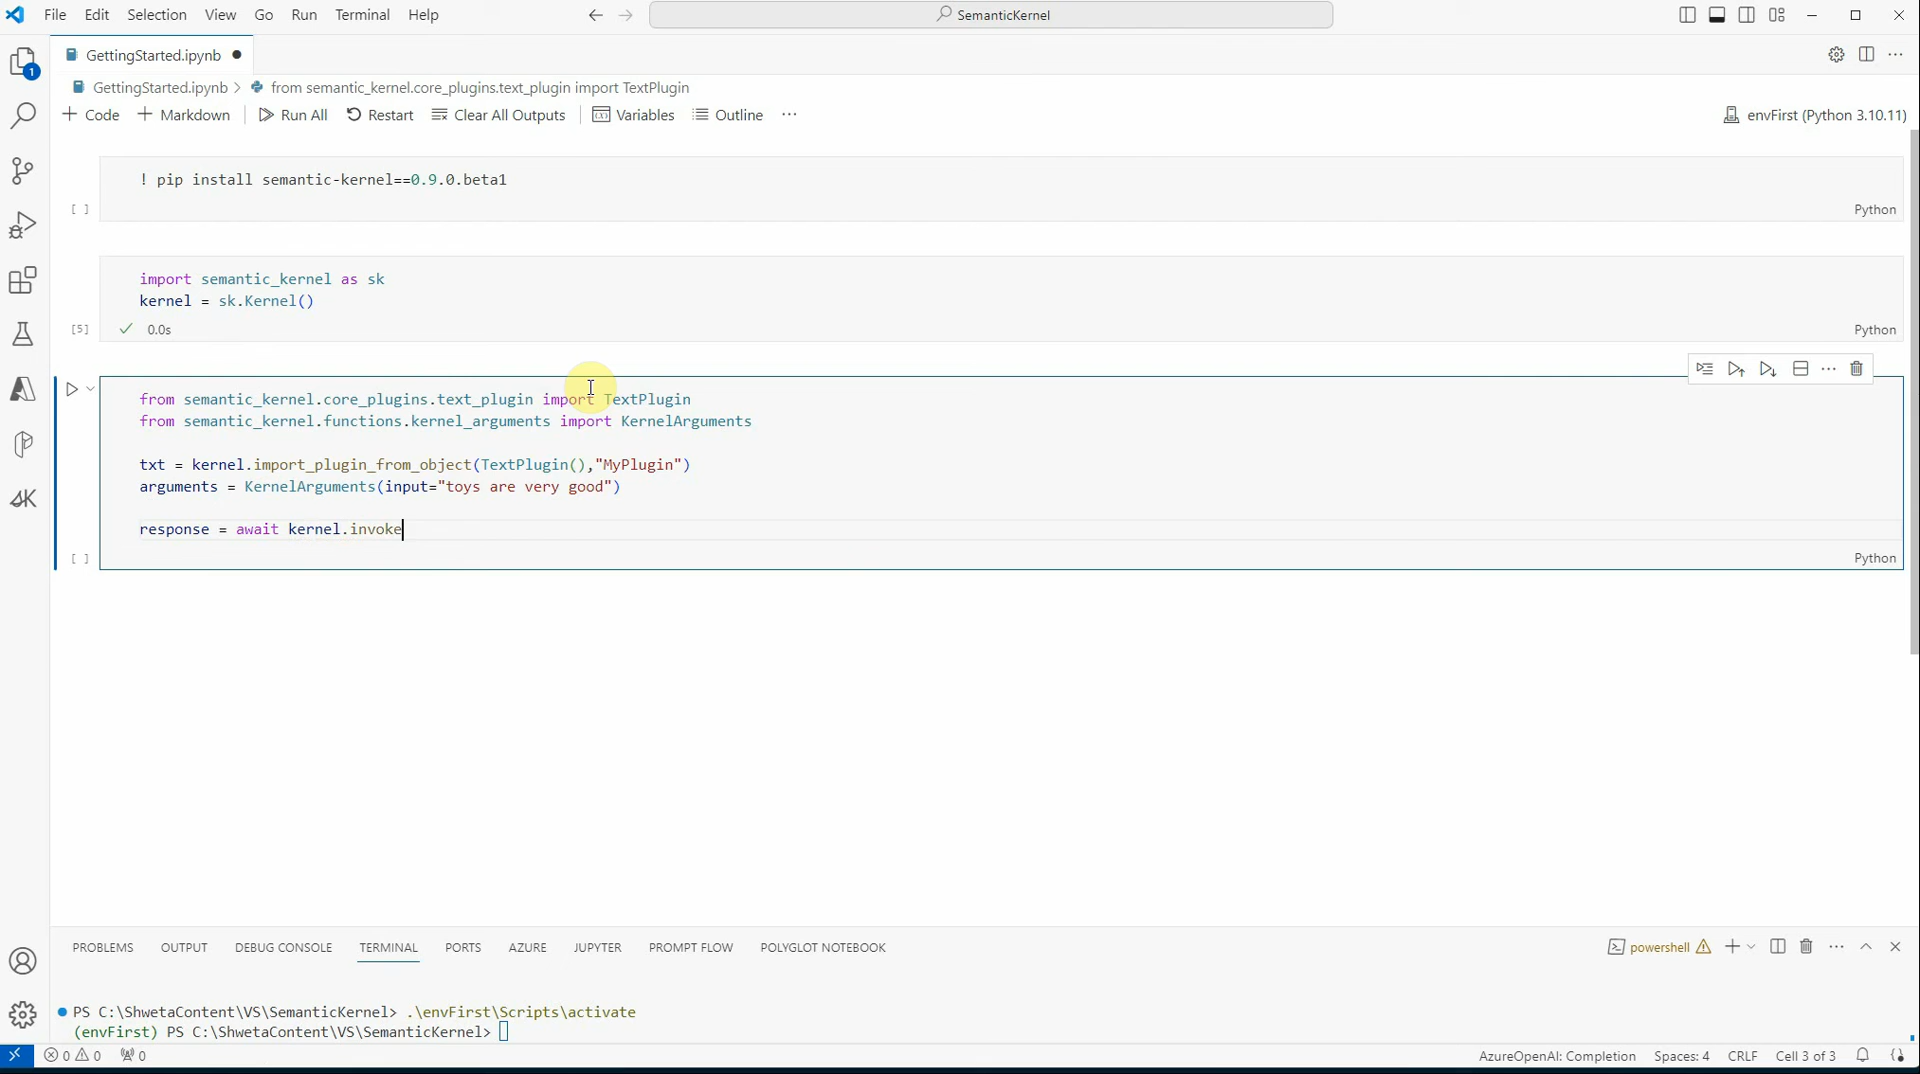 File Edit Selection View Go Run Terminal Help
SemanticKernel
GettingStarted.ipynb
1
GettingStarted.ipynb > from semantic_kernel.core_plugins.text_plugin import TextPlugin
+ Code + Markdown Run All Restart Clear All Outputs Variables Outline ···
envFirst (Python 3.10.11)
! pip install semantic-kernel==0.9.0.beta1
[ ]
Python
import semantic_kernel as sk
kernel = sk.Kernel()
[5] ✓ 0.0s
Python
from semantic_kernel.core_plugins.text_plugin import TextPlugin
from semantic_kernel.functions.kernel_arguments import KernelArguments
txt = kernel.import_plugin_from_object(TextPlugin(),"MyPlugin")
arguments = KernelArguments(input="toys are very good")
response = await kernel.invoke
[ ]
Python
PROBLEMS OUTPUT DEBUG CONSOLE TERMINAL PORTS AZURE JUPYTER PROMPT FLOW POLYGLOT NOTEBOOK
powershell
PS C:\ShwetaContent\VS\SemanticKernel> .\envFirst\Scripts\activate
(envFirst) PS C:\ShwetaContent\VS\SemanticKernel>
0 0 0
AzureOpenAI: Completion Spaces: 4 CRLF Cell 3 of 3